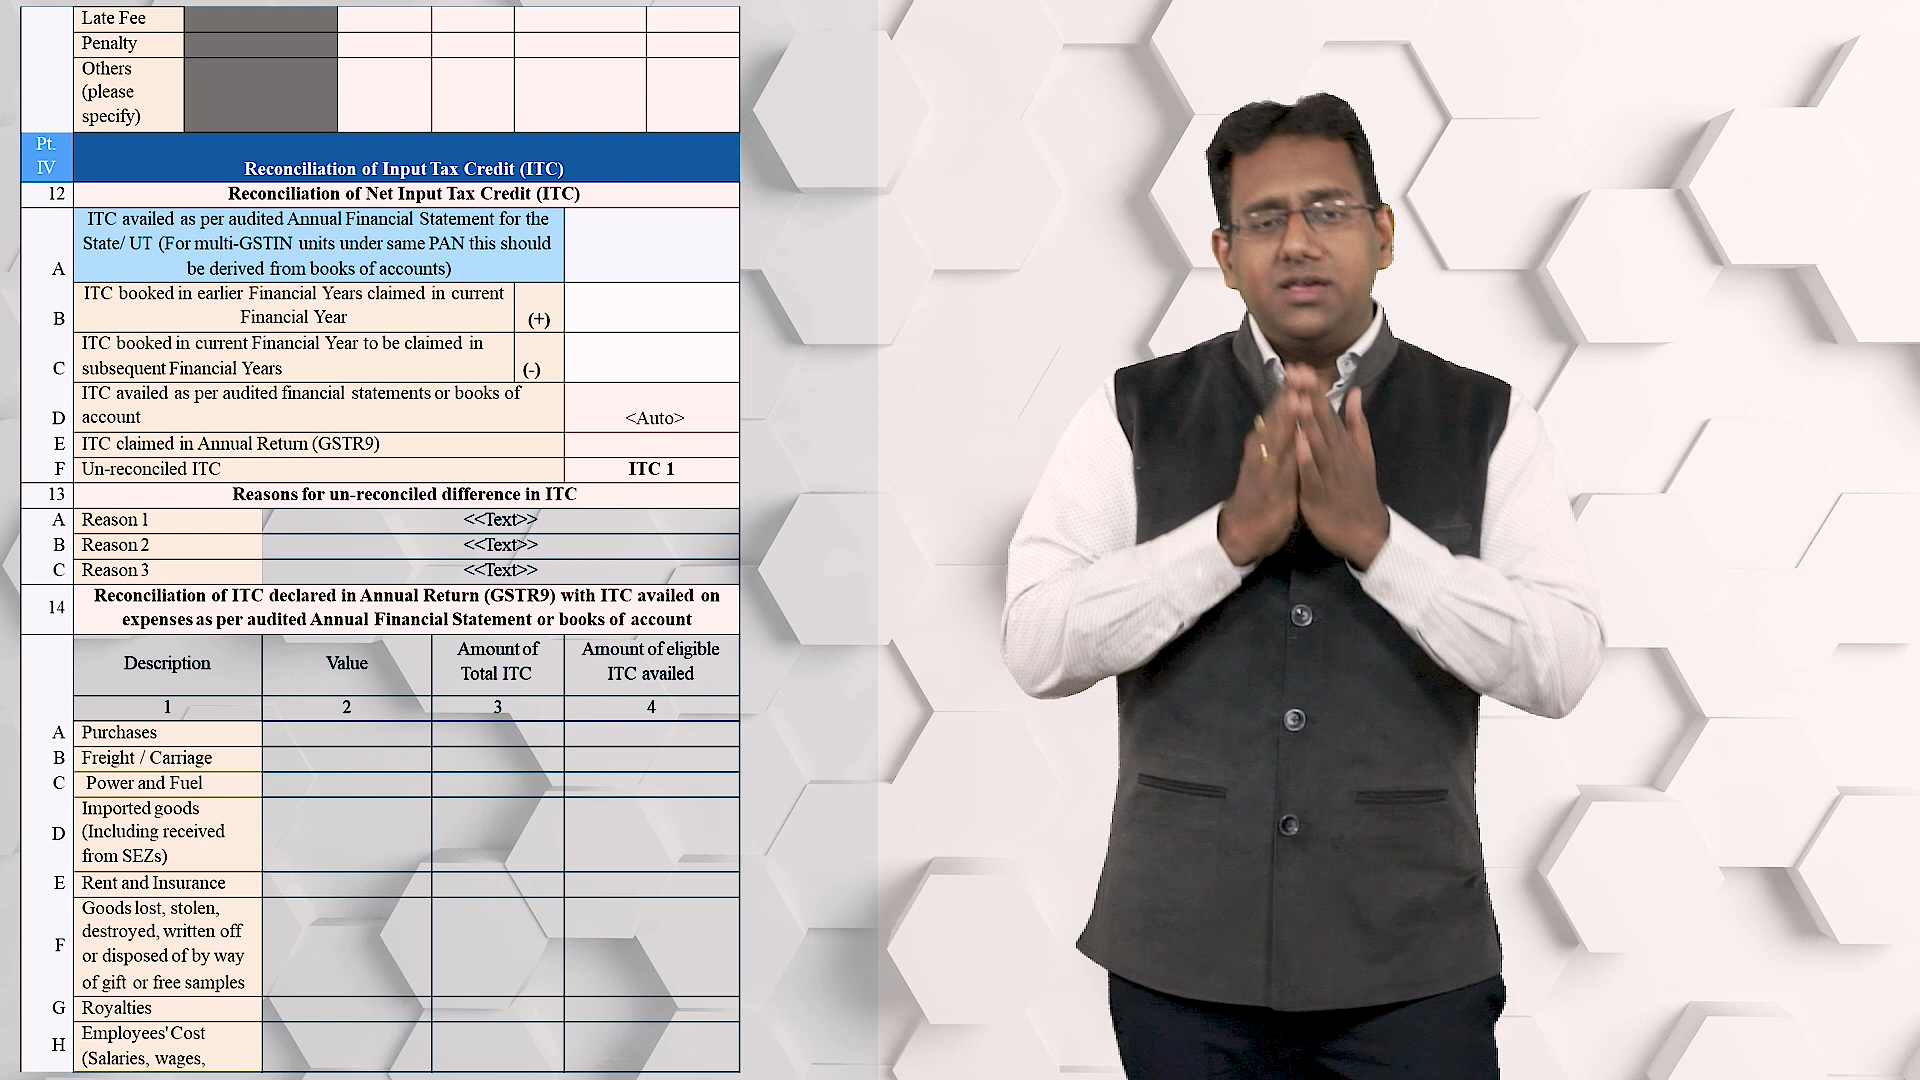 Late Fee
Penalty
Others
(please
specify)
Pt.
IV
Reconciliation of Input Tax Credit (ITC)
12
Reconciliation of Net Input Tax Credit (ITC)
A
ITC availed as per audited Annual Financial Statement for the
State/ UT (For multi-GSTIN units under same PAN this should
be derived from books of accounts)
B
ITC booked in earlier Financial Years claimed in current
Financial Year
(+)
C
ITC booked in current Financial Year to be claimed in
subsequent Financial Years
(-)
D
ITC availed as per audited financial statements or books of
account
<Auto>
E
ITC claimed in Annual Return (GSTR9)
F
Un-reconciled ITC
ITC 1
13
Reasons for un-reconciled difference in ITC
A
Reason 1
<<Text>>
B
Reason 2
<<Text>>
C
Reason 3
<<Text>>
14
Reconciliation of ITC declared in Annual Return (GSTR9) with ITC availed on
expenses as per audited Annual Financial Statement or books of account
Description
Value
Amount of
Total ITC
Amount of eligible
ITC availed
1
2
3
4
A
Purchases
B
Freight / Carriage
C
Power and Fuel
D
Imported goods
(Including received
from SEZs)
E
Rent and Insurance
F
Goods lost, stolen,
destroyed, written off
or disposed of by way
of gift or free samples
G
Royalties
H
Employees' Cost
(Salaries, wages,